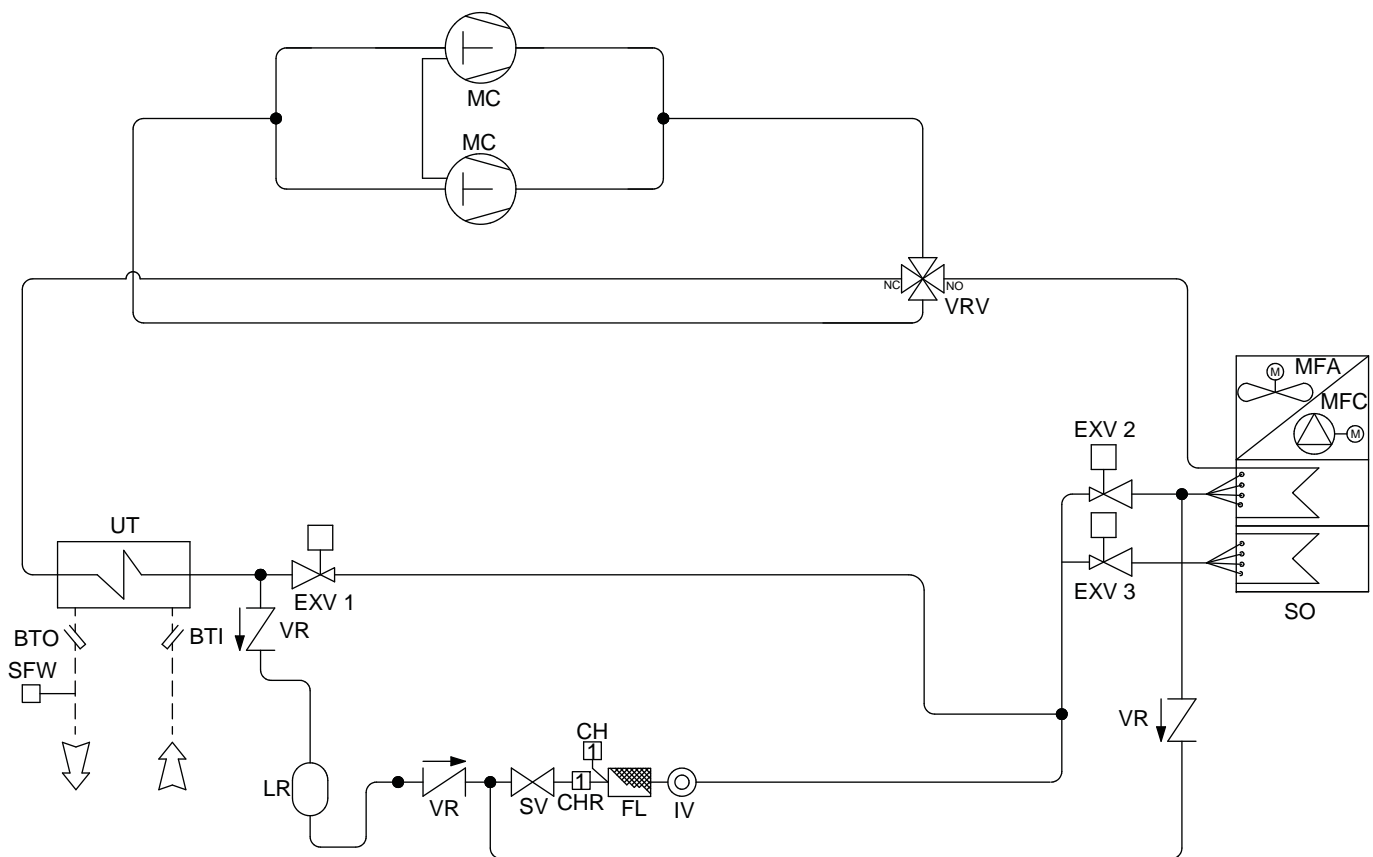 MC
MC
NC
NO
VRV
M
MFA
MFC
M
EXV 2
UT
EXV 3
EXV 1
SO
BTO
BTI
VR
SFW
VR
CH
1
LR
1
VR
SV
CHR
FL
IV